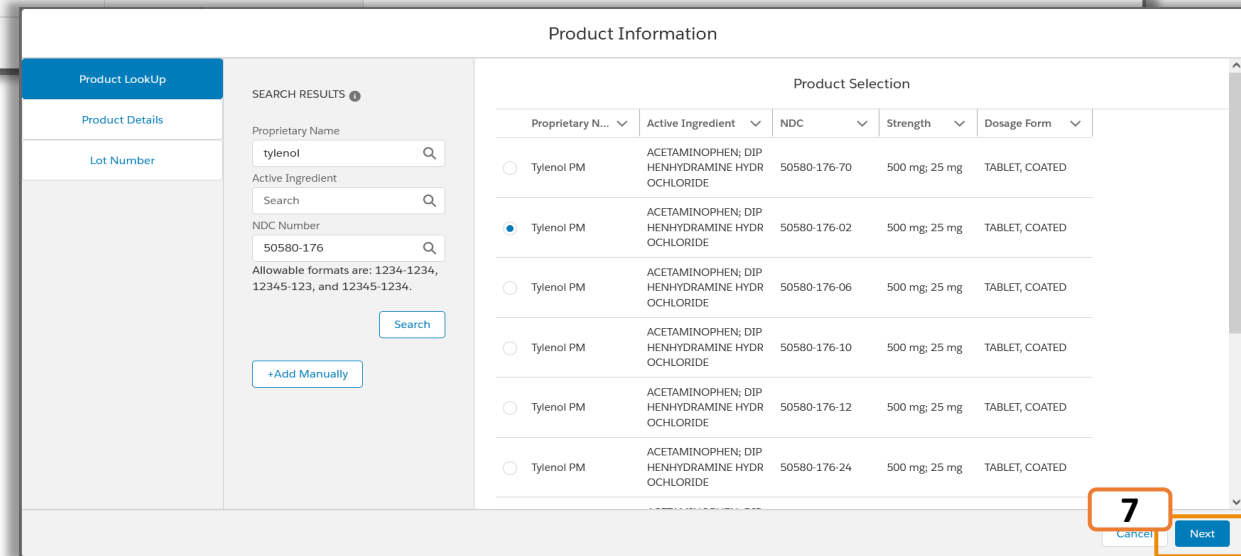 Product Information
Product LookUp
Product Details
Lot Number
SEARCH RESULTS
Proprietary Name
tylenol
Active Ingredient
Search
NDC Number
50580-176
Allowable formats are: 1234-1234,
12345-123, and 12345-1234.
Search
+Add Manually
Product Selection
Proprietary N... Active Ingredient NDC Strength Dosage Form
ACETAMINOPHEN; DIP
Tylenol PM HENHYDRAMINE HYDR 50580-176-70 500 mg; 25 mg TABLET, COATED
OCHLORIDE
ACETAMINOPHEN; DIP
Tylenol PM HENHYDRAMINE HYDR 50580-176-02 500 mg; 25 mg TABLET, COATED
OCHLORIDE
ACETAMINOPHEN; DIP
Tylenol PM HENHYDRAMINE HYDR 50580-176-06 500 mg; 25 mg TABLET, COATED
OCHLORIDE
ACETAMINOPHEN; DIP
Tylenol PM HENHYDRAMINE HYDR 50580-176-10 500 mg; 25 mg TABLET, COATED
OCHLORIDE
ACETAMINOPHEN; DIP
Tylenol PM HENHYDRAMINE HYDR 50580-176-12 500 mg; 25 mg TABLET, COATED
OCHLORIDE
ACETAMINOPHEN; DIP
Tylenol PM HENHYDRAMINE HYDR 50580-176-24 500 mg; 25 mg TABLET, COATED
OCHLORIDE
7
Cancel Next